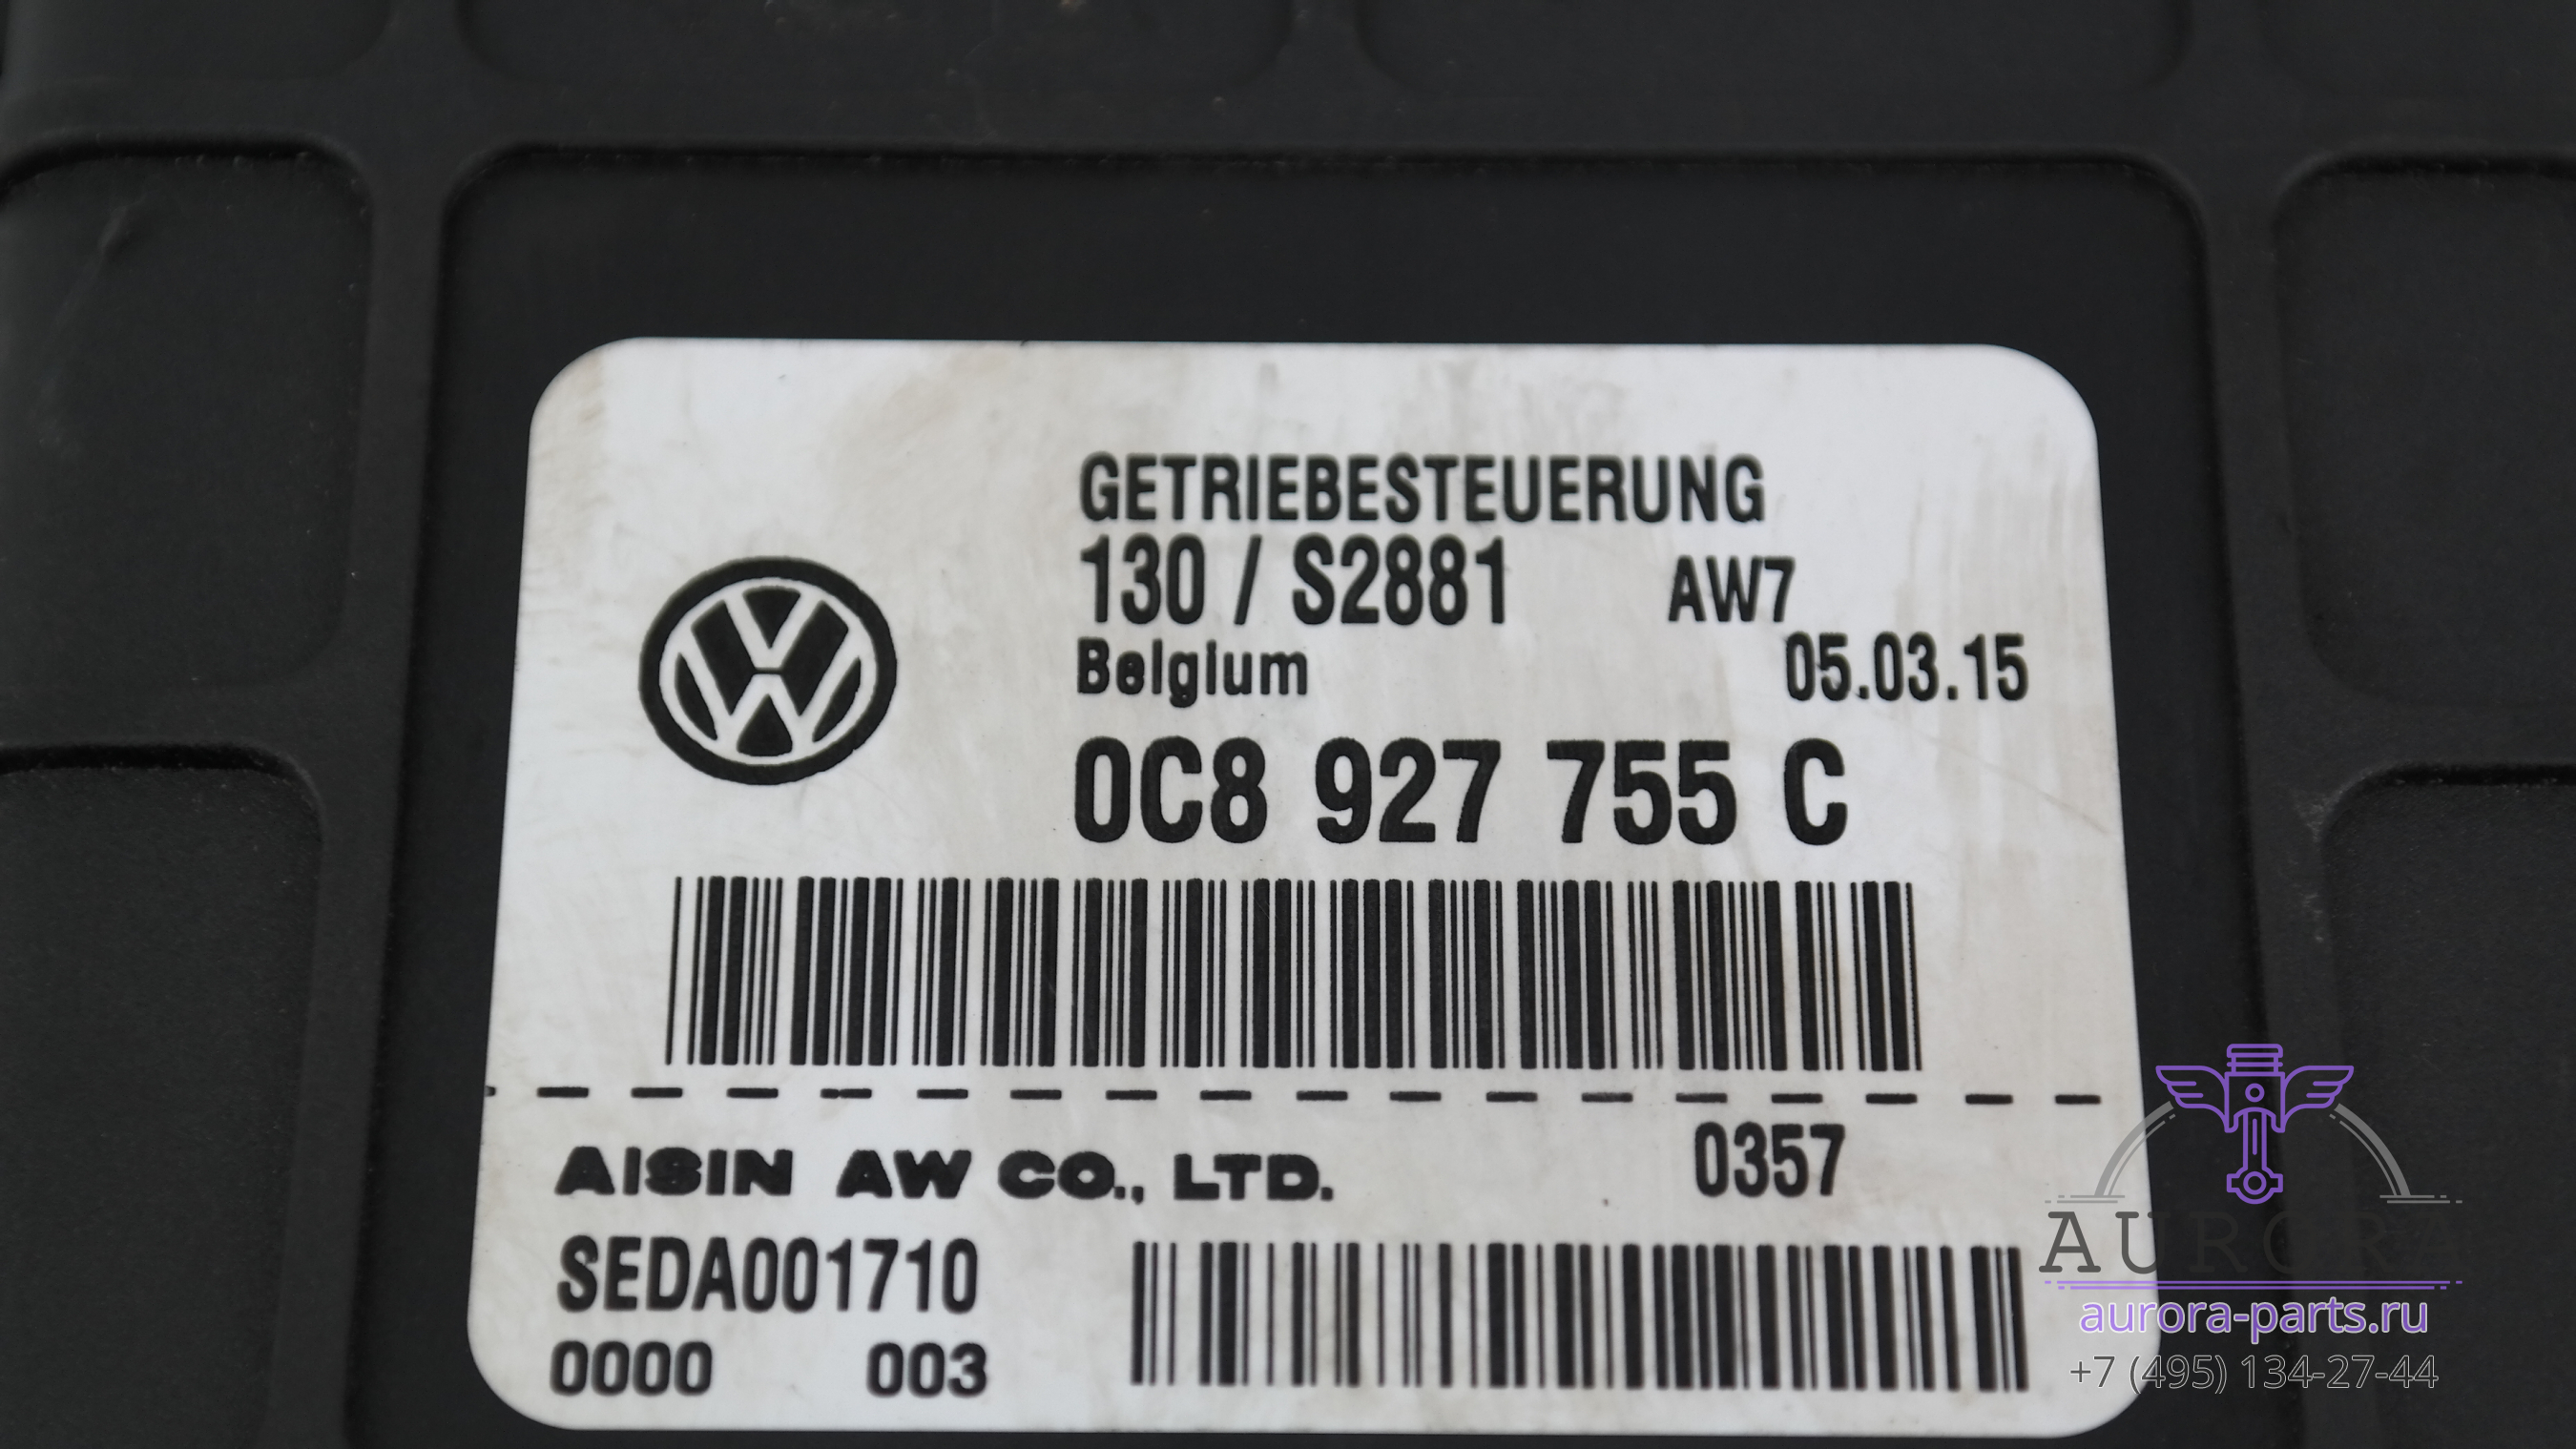 GETRIEBESTEUERUNG
130 / S2881 AW7
Belgium 05.03.15
0C8 927 755 C
AISIN AW CO., LTD. 0357
SEDA001710
0000 003
AURORA
aurora-parts.ru
+7 (495) 134-27-44